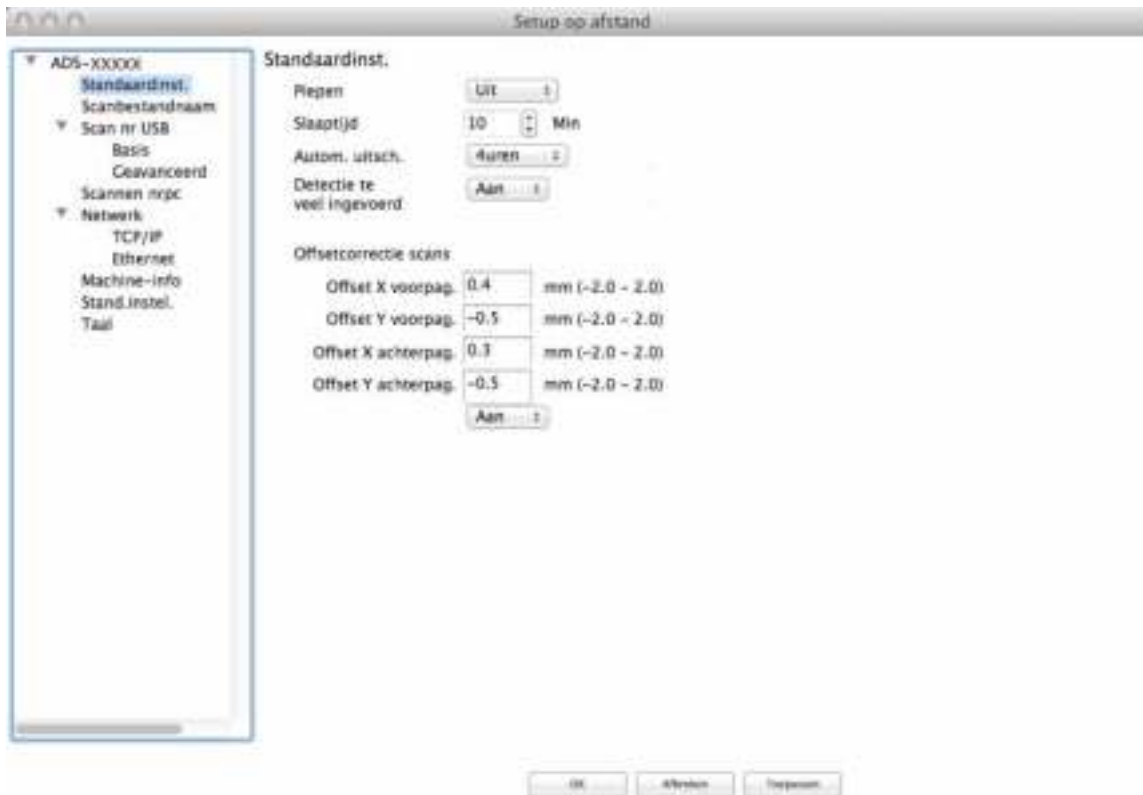 Setup op afstand
ADS-XXXXX
Standaardinst.
Scanbestandnaam
Scan nr USB
Basis
Geavanceerd
Scannen nrpc
Netwerk
TCP/IP
Ethernet
Machine-info
Stand.instel.
Taal
Standaardinst.
Piepen Uit
Slaaptijd 10 Min
Autom. uitsch. 4uren
Detectie te
veel ingevoerd Aan
Offsetcorrectie scans
Offset X voorpag. 0.4 mm (-2.0 - 2.0)
Offset Y voorpag. -0.5 mm (-2.0 - 2.0)
Offset X achterpag. 0.3 mm (-2.0 - 2.0)
Offset Y achterpag. -0.5 mm (-2.0 - 2.0)
Aan
OK Afbreken Toepassen